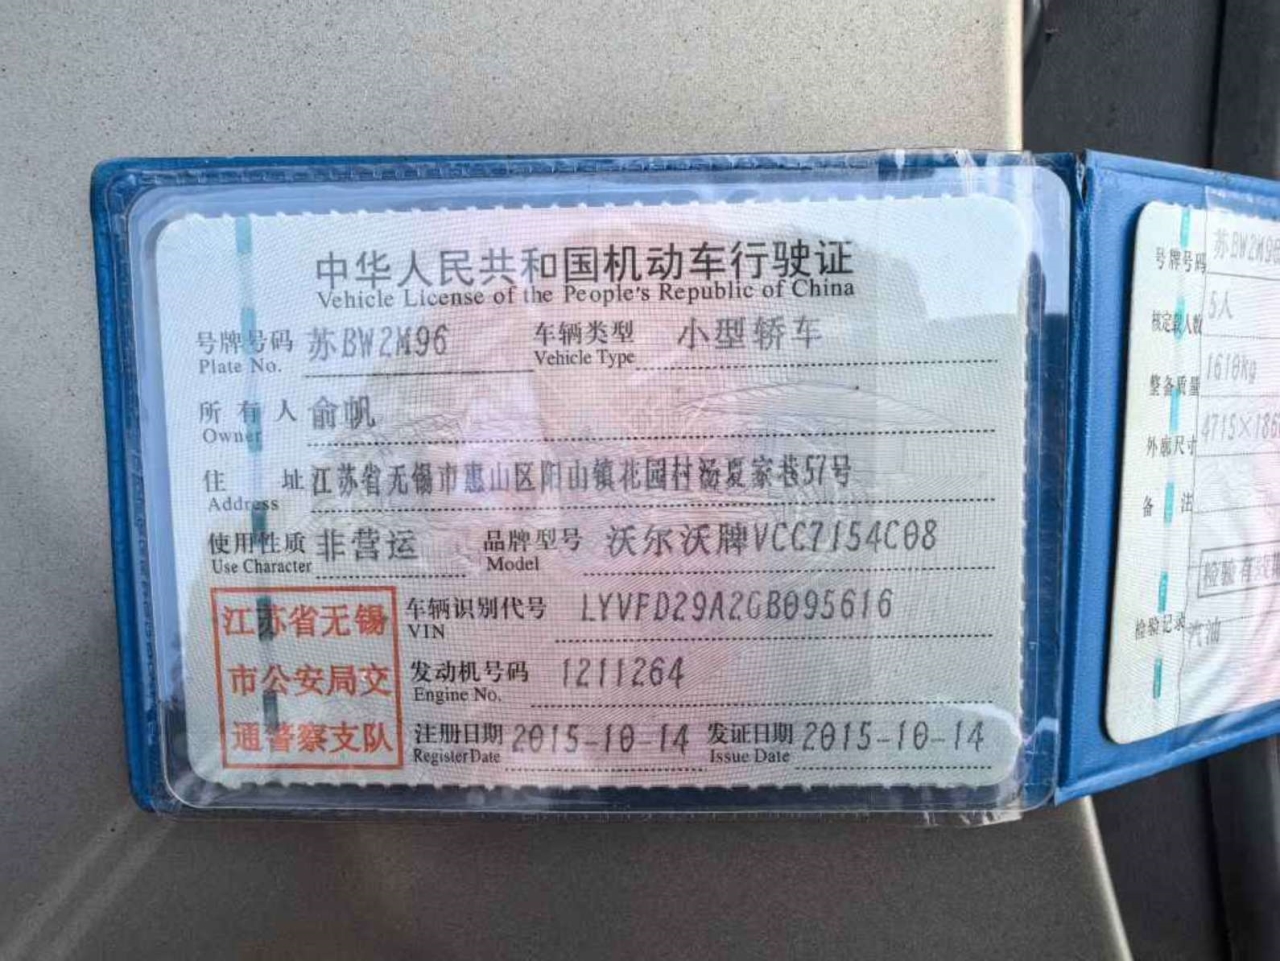 中华人民共和国机动车行驶证
Vehicle License of the People's Republic of China
号牌号码 苏BW2M96 车辆类型 小型轿车
Plate No. Vehicle Type
所有人 俞帆
Owner
住址 江苏省无锡市惠山区阳山镇花园村汤夏家巷57号
Address
使用性质 非营运 品牌型号 沃尔沃牌VCC7154C08
Use Character Model
江苏省无锡
市公安局交
通警察支队
车辆识别代号 LYVFD29A2GB095616
VIN
发动机号码 1211264
Engine No.
注册日期 2015-10-14 发证日期 2015-10-14
Register Date Issue Date
号牌号码 苏BW2M96
核定载人数 5人
整备质量 1610kg
外廓尺寸 4715×186
备注
检验有效期
检验记录 汽油